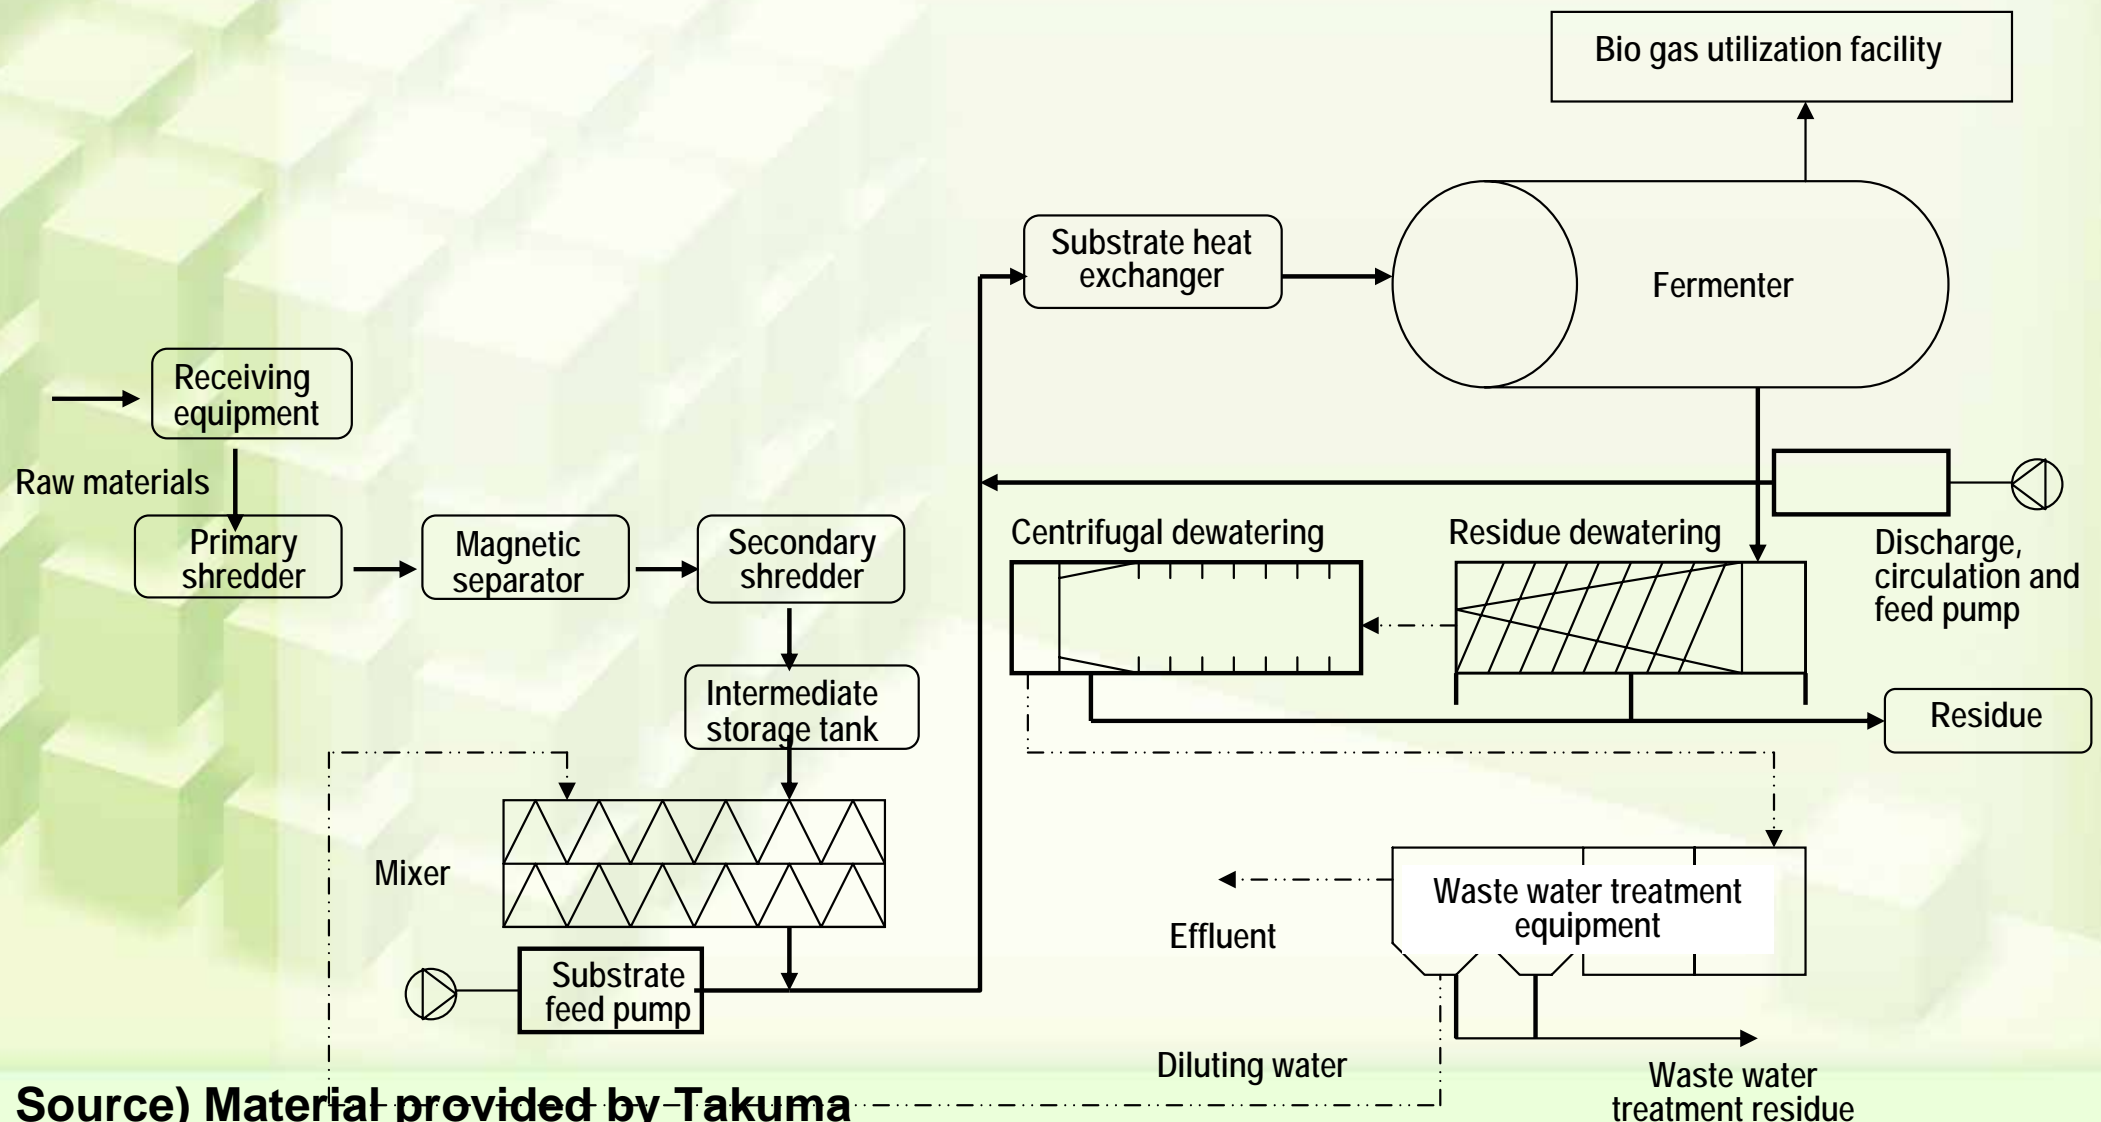 Bio gas utilization facility
Substrate heat
exchanger
Fermenter
Receiving
equipment
Raw materials
Primary
shredder
Magnetic
separator
Secondary
shredder
Centrifugal dewatering
Residue dewatering
Discharge,
circulation and
feed pump
Intermediate
storage tank
Residue
Mixer
Waste water treatment
equipment
Effluent
Substrate
feed pump
Diluting water
Waste water
treatment residue
Source) Material provided by Takuma